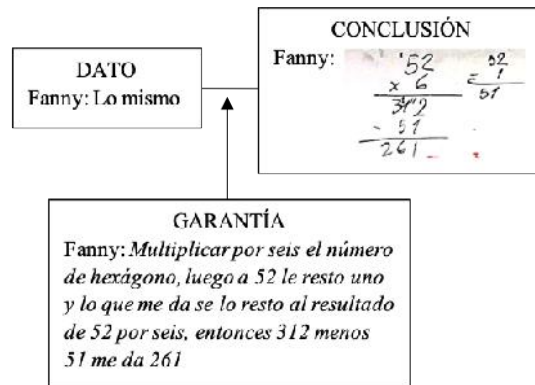 DATO
Fanny: Lo mismo
CONCLUSIÓN
Fanny:
52
x 6
312
- 51
261
52
- 1
51
GARANTÍA
Fanny: Multiplicar por seis el número
de hexágono, luego a 52 le resto uno
y lo que me da se lo resto al resultado
de 52 por seis, entonces 312 menos
51 me da 261